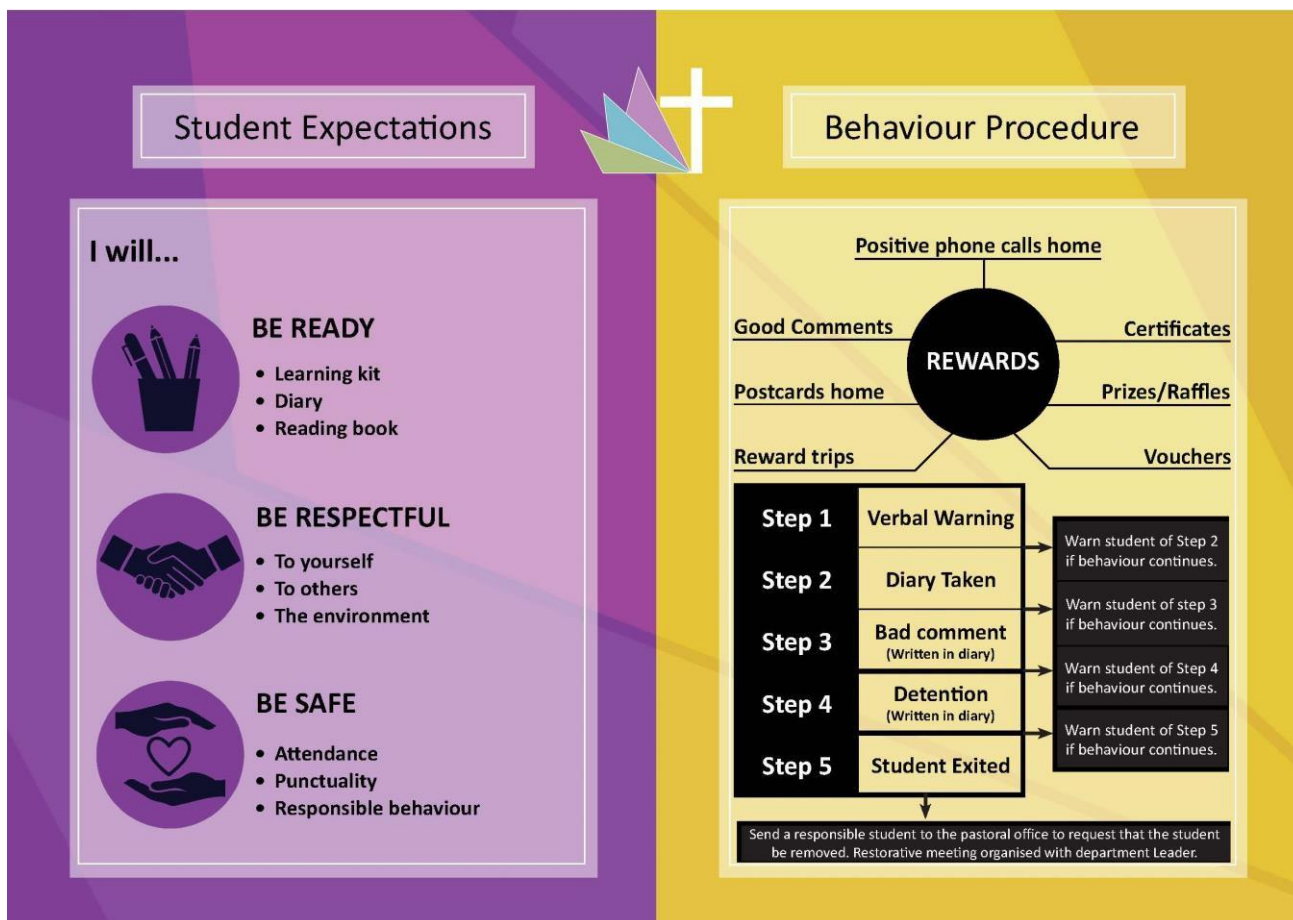 Student Expectations
I will...
BE READY
• Learning kit
• Diary
• Reading book
BE RESPECTFUL
• To yourself
• To others
• The environment
BE SAFE
• Attendance
• Punctuality
• Responsible behaviour
Behaviour Procedure
Positive phone calls home
Good Comments
Certificates
REWARDS
Postcards home
Prizes/Raffles
Reward trips
Vouchers
Step 1
Verbal Warning
Warn student of Step 2
if behaviour continues.
Step 2
Diary Taken
Warn student of step 3
if behaviour continues.
Step 3
Bad comment
(Written in diary)
Warn student of Step 4
if behaviour continues.
Step 4
Detention
(Written in diary)
Warn student of Step 5
if behaviour continues.
Step 5
Student Exited
Send a responsible student to the pastoral office to request that the student
be removed. Restorative meeting organised with department Leader.